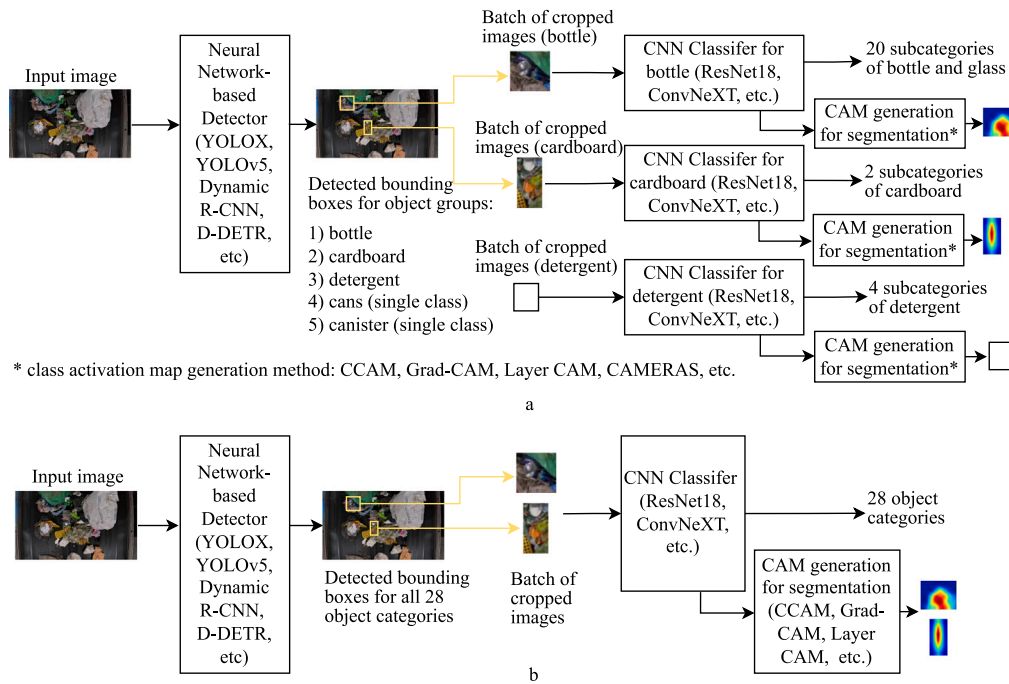 Input image
Neural
Network-
based
Detector
(YOLOX,
YOLOv5,
Dynamic
R-CNN,
D-DETR,
etc)
Detected bounding
boxes for object groups:
1) bottle
2) cardboard
3) detergent
4) cans (single class)
5) canister (single class)
Batch of cropped
images (bottle)
CNN Classifer for
bottle (ResNet18,
ConvNeXT, etc.)
20 subcategories
of bottle and glass
CAM generation
for segmentation*
Batch of cropped
images (cardboard)
CNN Classifer for
cardboard (ResNet18,
ConvNeXT, etc.)
2 subcategories
of cardboard
CAM generation
for segmentation*
Batch of cropped
images (detergent)
CNN Classifer for
detergent (ResNet18,
ConvNeXT, etc.)
4 subcategories
of detergent
CAM generation
for segmentation*
* class activation map generation method: CCAM, Grad-CAM, Layer CAM, CAMERAS, etc.
a
Input image
Neural
Network-
based
Detector
(YOLOX,
YOLOv5,
Dynamic
R-CNN,
D-DETR,
etc)
Detected bounding
boxes for all 28
object categories
Batch of
cropped
images
CNN Classifer
(ResNet18,
ConvNeXT,
etc.)
28 object
categories
CAM generation
for segmentation
(CCAM, Grad-
CAM, Layer
CAM, etc.)
b